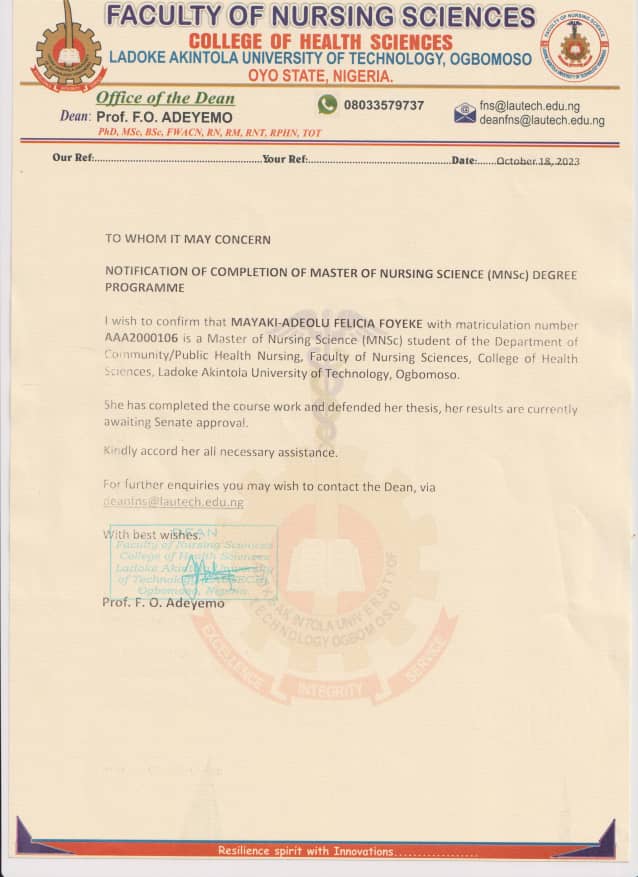 FACULTY OF NURSING SCIENCES
COLLEGE OF HEALTH SCIENCES
LADOKE AKINTOLA UNIVERSITY OF TECHNOLOGY, OGBOMOSO
OYO STATE, NIGERIA.
Office of the Dean
Dean: Prof. F.O. ADEYEMO
PhD, MSc, BSc, FWACN, RN, RM, RNT, RPHN, TOT
08033579737
fns@lautech.edu.ng
deanfns@lautech.edu.ng
Our Ref:..........Your Ref:..........Date:......October 18, 2023
TO WHOM IT MAY CONCERN
NOTIFICATION OF COMPLETION OF MASTER OF NURSING SCIENCE (MNSc) DEGREE
PROGRAMME
I wish to confirm that MAYAKI-ADEOLU FELICIA FOYEKE with matriculation number
AAA2000106 is a Master of Nursing Science (MNSc) student of the Department of
Community/Public Health Nursing, Faculty of Nursing Sciences, College of Health
Sciences, Ladoke Akintola University of Technology, Ogbomoso.
She has completed the course work and defended her thesis, her results are currently
awaiting Senate approval.
Kindly accord her all necessary assistance.
For further enquiries you may wish to contact the Dean, via
deanfns@lautech.edu.ng
With best wishes.
DEAN
Faculty of Nursing Sciences
College of Health Sciences
Ladoke Akintola University
of Technology,
Ogbomoso, Nigeria.
Prof. F. O. Adeyemo
AKINTOLA UNIVERSITY OF
TECHNOLOGY OGBOMOSO
EXCELLENCE
INTEGRITY
SERVICE
Resilience spirit with Innovations..................